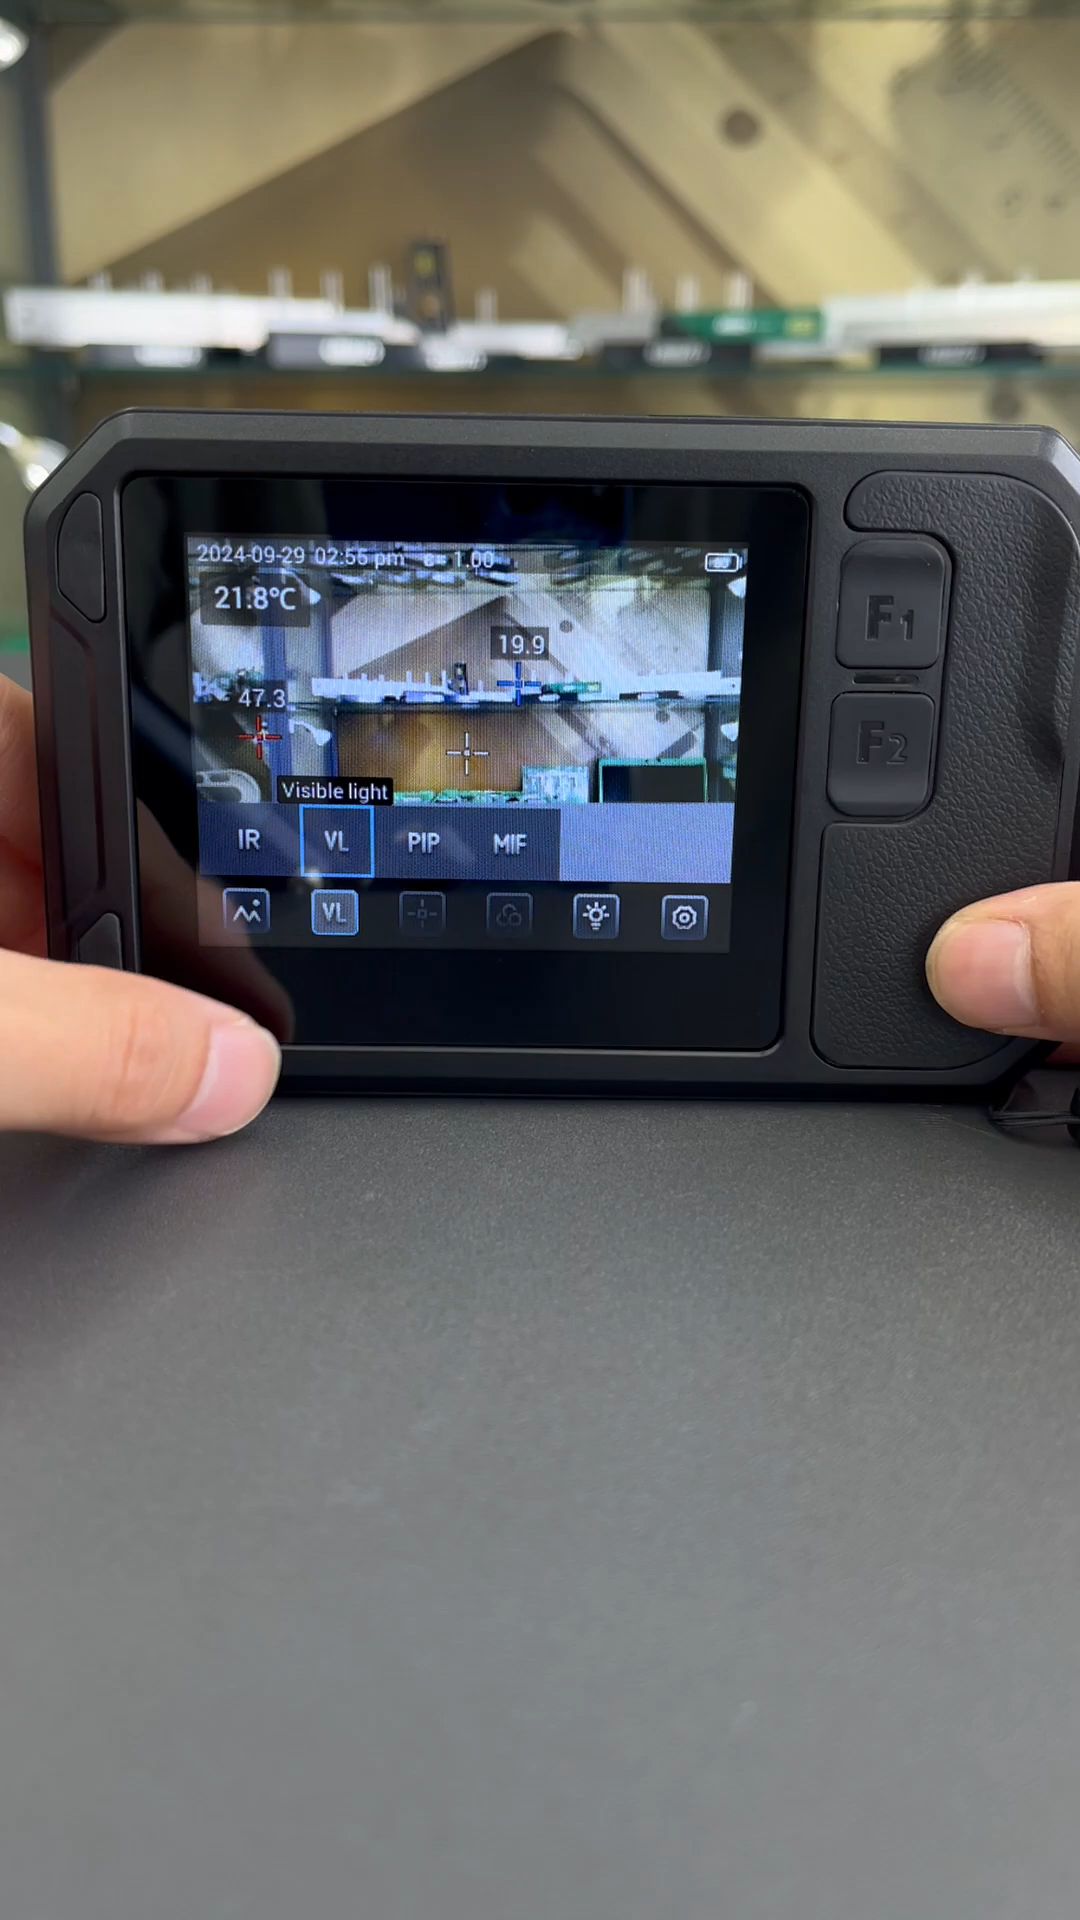 2024-09-29 02:56 pm ε= 1.00
21.8°C
19.9
47.3
Visible light
IR VL PIP MIF
VL
F1
F2